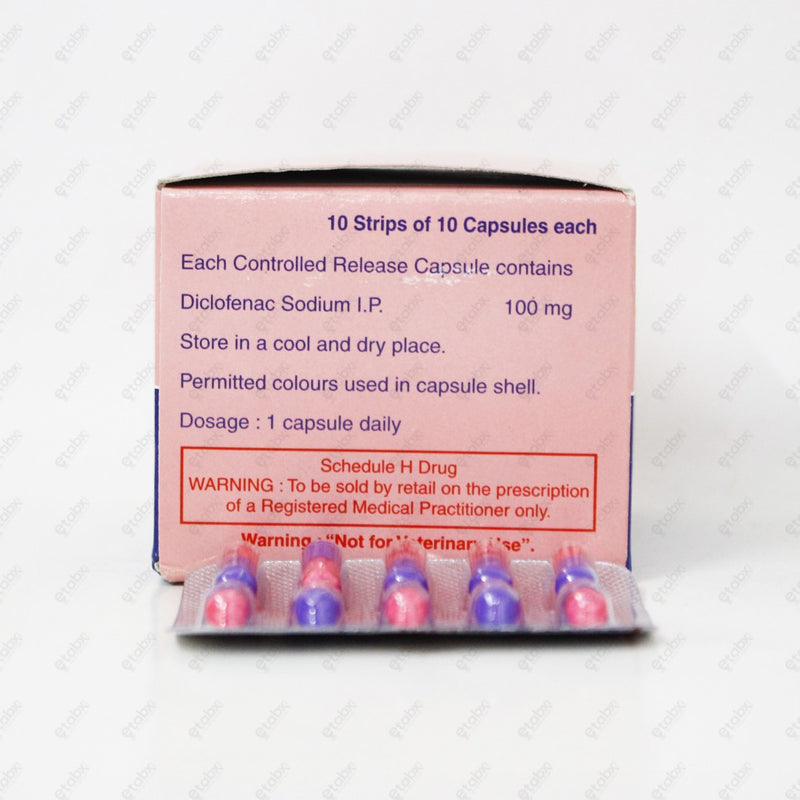 10 Strips of 10 Capsules each
Each Controlled Release Capsule contains
Diclofenac Sodium I.P. 100 mg
Store in a cool and dry place.
Permitted colours used in capsule shell.
Dosage : 1 capsule daily
Schedule H Drug
WARNING : To be sold by retail on the prescription
of a Registered Medical Practitioner only.
Warning : "Not for Veterinary Use".